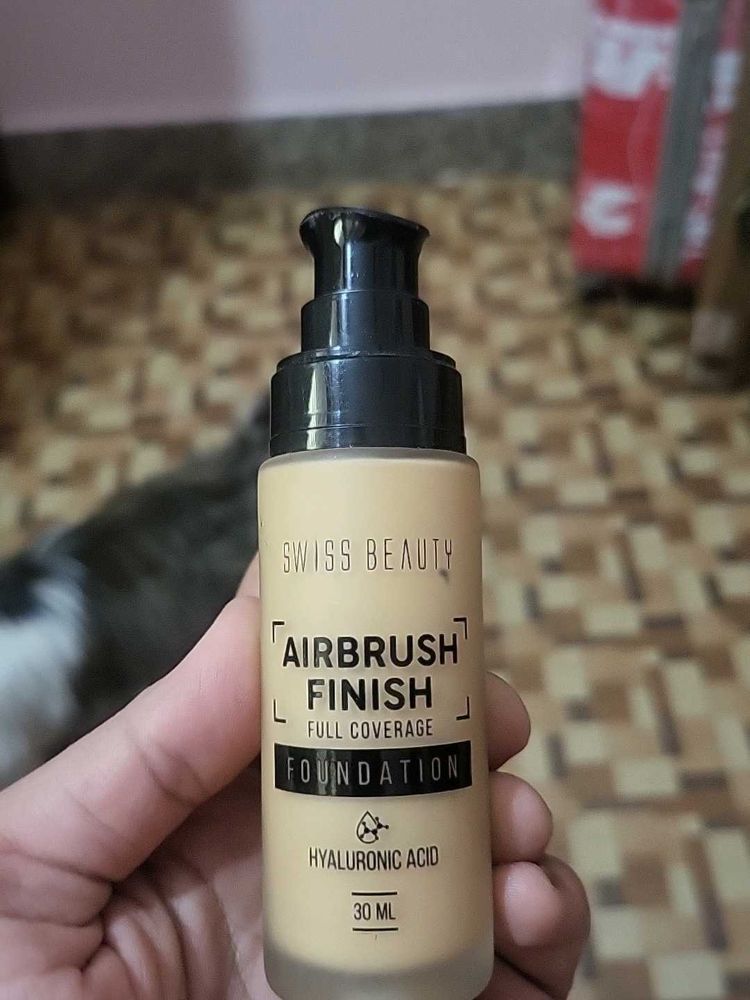 SWISS BEAUTY
AIRBRUSH
FINISH
FULL COVERAGE
FOUNDATION
HYALURONIC ACID
30 ML